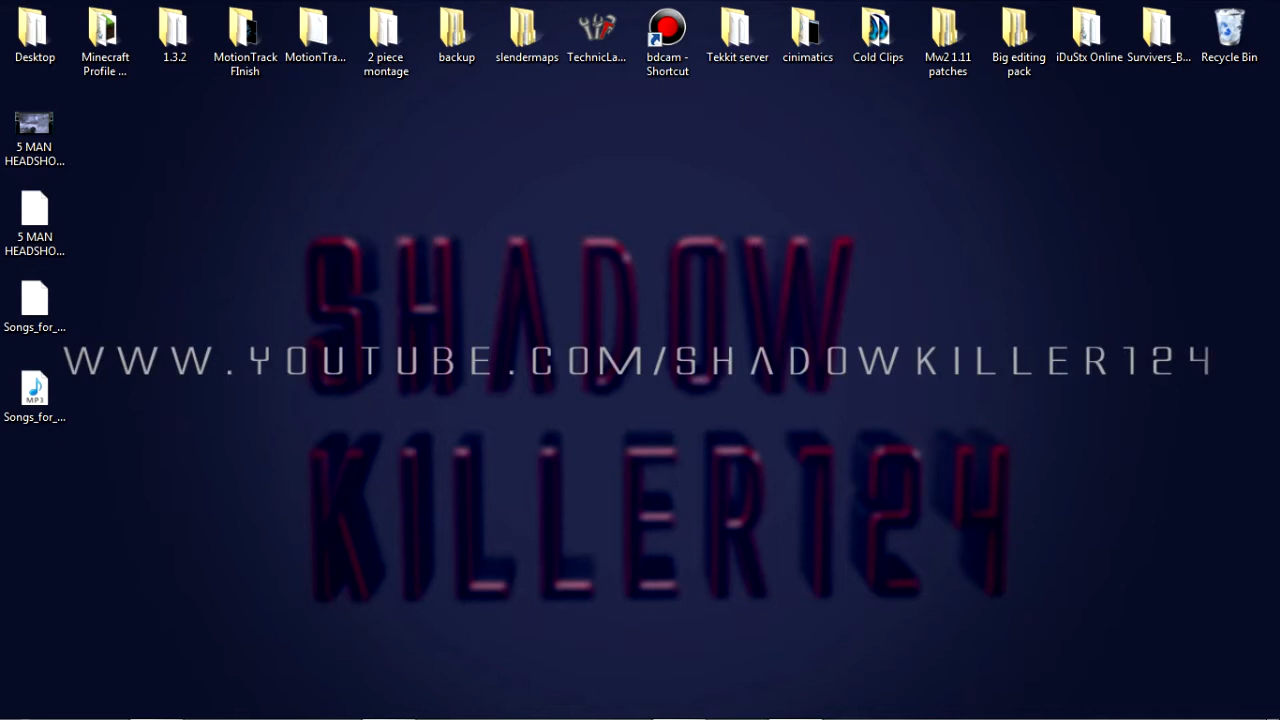 Desktop
Minecraft Profile ...
1.3.2
MotionTrack FInish
MotionTra...
2 piece montage
backup
slendermaps
TechnicLa...
bdcam - Shortcut
Tekkit server
cinimatics
Cold Clips
Mw2 1.11 patches
Big editing pack
iDuStx Online
Survivers_B...
Recycle Bin
5 MAN HEADSHO...
5 MAN HEADSHO...
Songs_for_...
MP3
Songs_for_...
SHADOW
WWW.YOUTUBE.COM/SHADOWKILLER124
KILLER124